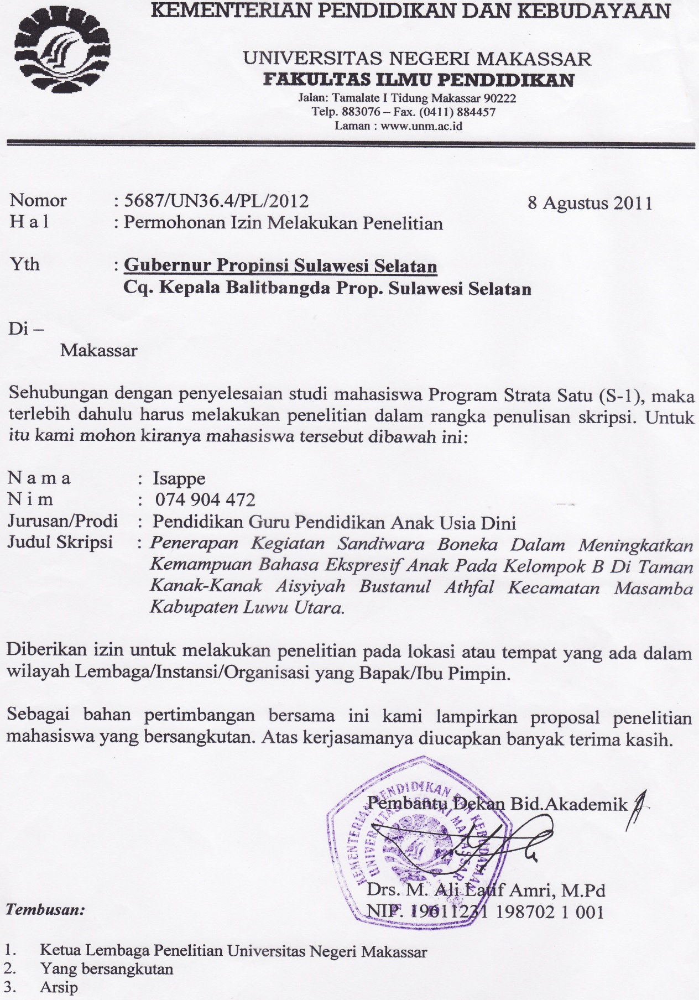 KEMENTERIAN PENDIDIKAN DAN KEBUDAYAAN
UNIVERSITAS NEGERI MAKASSAR
FAKULTAS ILMU PENDIDIKAN
Jalan: Tamalate I Tidung Makassar 90222
Telp. 883076 – Fax. (0411) 884457
Laman : www.unm.ac.id
Nomor : 5687/UN36.4/PL/2012 8 Agustus 2011
H a l : Permohonan Izin Melakukan Penelitian
Yth : Gubernur Propinsi Sulawesi Selatan
Cq. Kepala Balitbangda Prop. Sulawesi Selatan
Di –
Makassar
Sehubungan dengan penyelesaian studi mahasiswa Program Strata Satu (S-1), maka
terlebih dahulu harus melakukan penelitian dalam rangka penulisan skripsi. Untuk
itu kami mohon kiranya mahasiswa tersebut dibawah ini:
N a m a : Isappe
N i m : 074 904 472
Jurusan/Prodi : Pendidikan Guru Pendidikan Anak Usia Dini
Judul Skripsi : Penerapan Kegiatan Sandiwara Boneka Dalam Meningkatkan
Kemampuan Bahasa Ekspresif Anak Pada Kelompok B Di Taman
Kanak-Kanak Aisyiyah Bustanul Athfal Kecamatan Masamba
Kabupaten Luwu Utara.
Diberikan izin untuk melakukan penelitian pada lokasi atau tempat yang ada dalam
wilayah Lembaga/Instansi/Organisasi yang Bapak/Ibu Pimpin.
Sebagai bahan pertimbangan bersama ini kami lampirkan proposal penelitian
mahasiswa yang bersangkutan. Atas kerjasamanya diucapkan banyak terima kasih.
Pembantu Dekan Bid.Akademik
KEMENTERIAN PENDIDIKAN DAN KEBUDAYAAN
UNIVERSITAS NEGERI MAKASSAR
F I P
Drs. M. Ali Latif Amri, M.Pd
NIP. 19611231 198702 1 001
Tembusan:
1. Ketua Lembaga Penelitian Universitas Negeri Makassar
2. Yang bersangkutan
3. Arsip